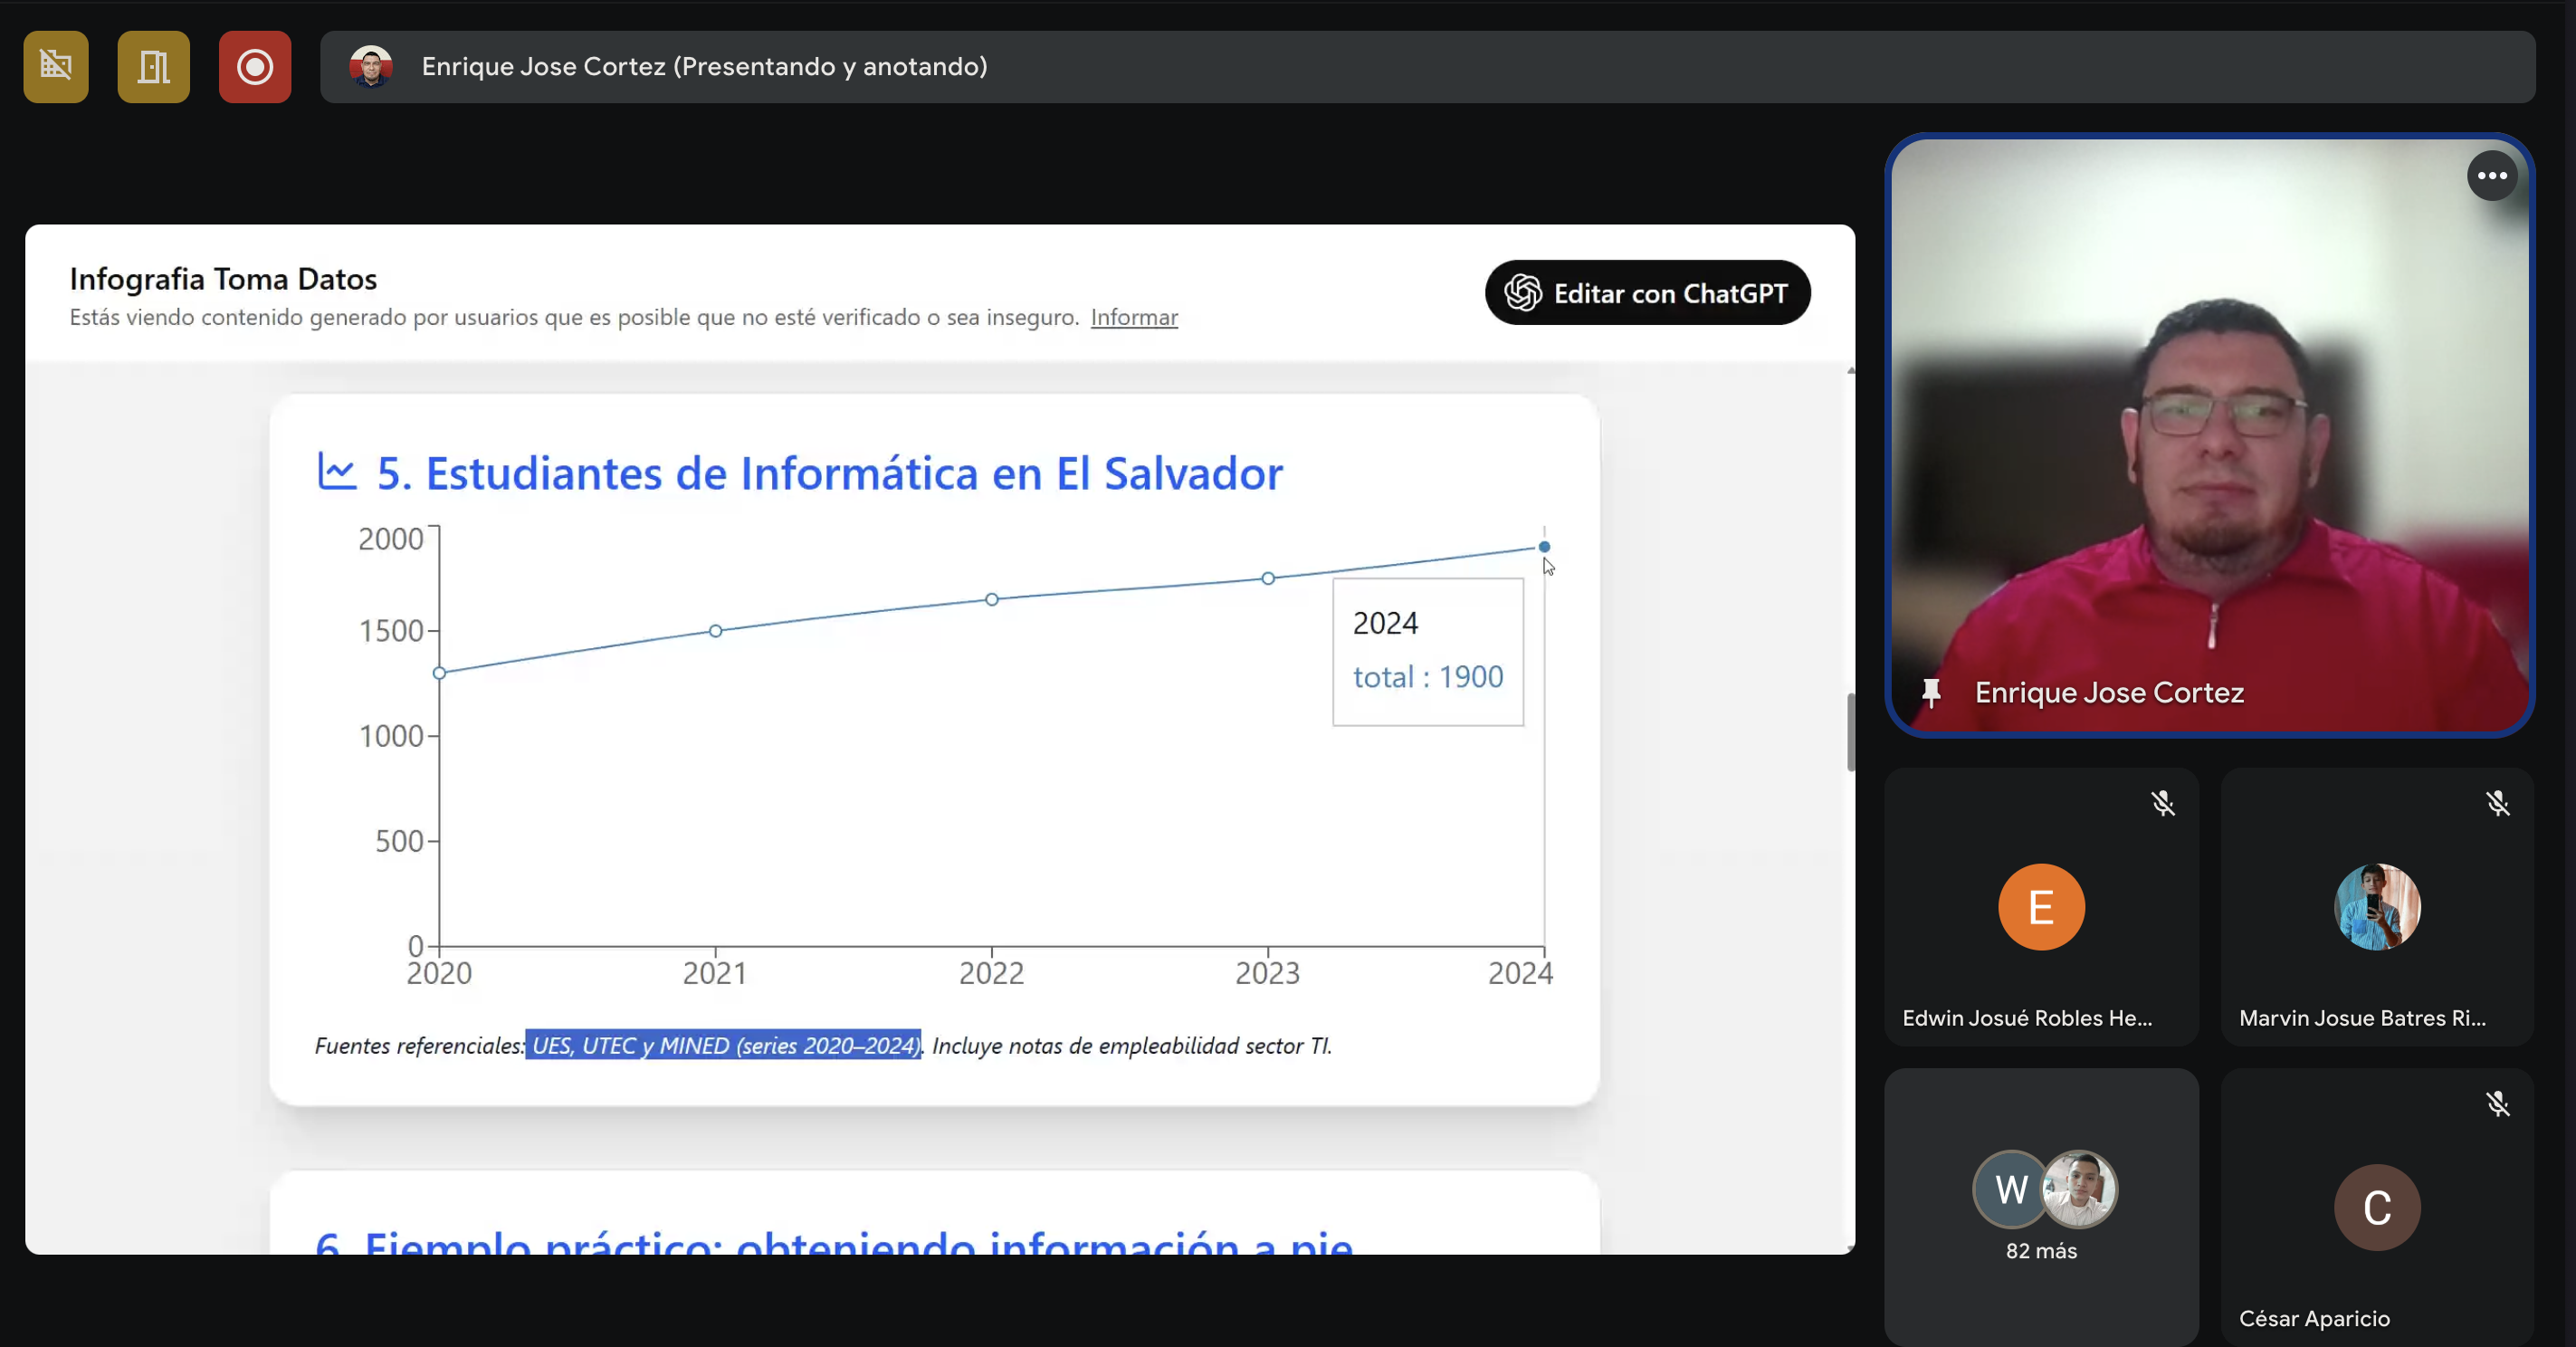 Enrique Jose Cortez (Presentando y anotando)
Infografia Toma Datos
Estás viendo contenido generado por usuarios que es posible que no esté verificado o sea inseguro. Informar
Editar con ChatGPT
5. Estudiantes de Informática en El Salvador
2000
1500
1000
500
0
2020 2021 2022 2023 2024
2024
total : 1900
Fuentes referenciales: UES, UTEC y MINED (series 2020–2024). Incluye notas de empleabilidad sector TI.
6. Ejemplo práctico: obteniendo información a pie
Enrique Jose Cortez
E
Edwin Josué Robles He...
Marvin Josue Batres Ri...
W
82 más
C
César Aparicio